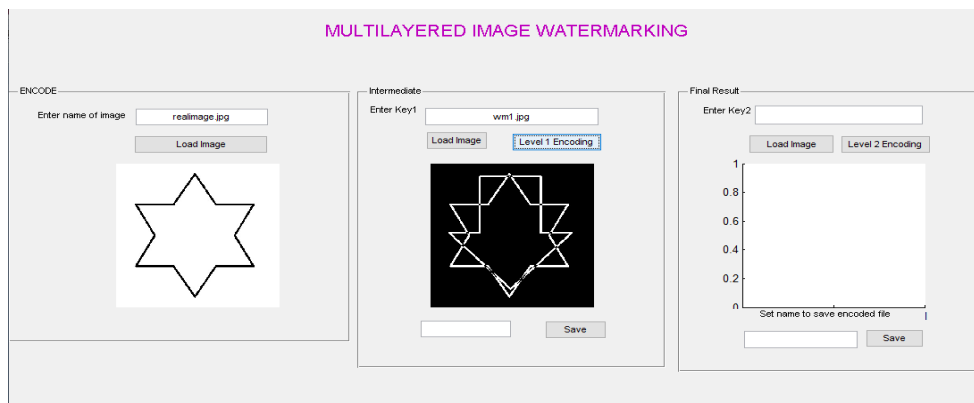 MULTILAYERED IMAGE WATERMARKING
ENCODE
Enter name of image
realimage.jpg
Load Image
Intermediate
Enter Key1
wm1.jpg
Load Image
Level 1 Encoding
Save
Final Result
Enter Key2
Load Image
Level 2 Encoding
1
0.8
0.6
0.4
0.2
0
Set name to save encoded file
Save